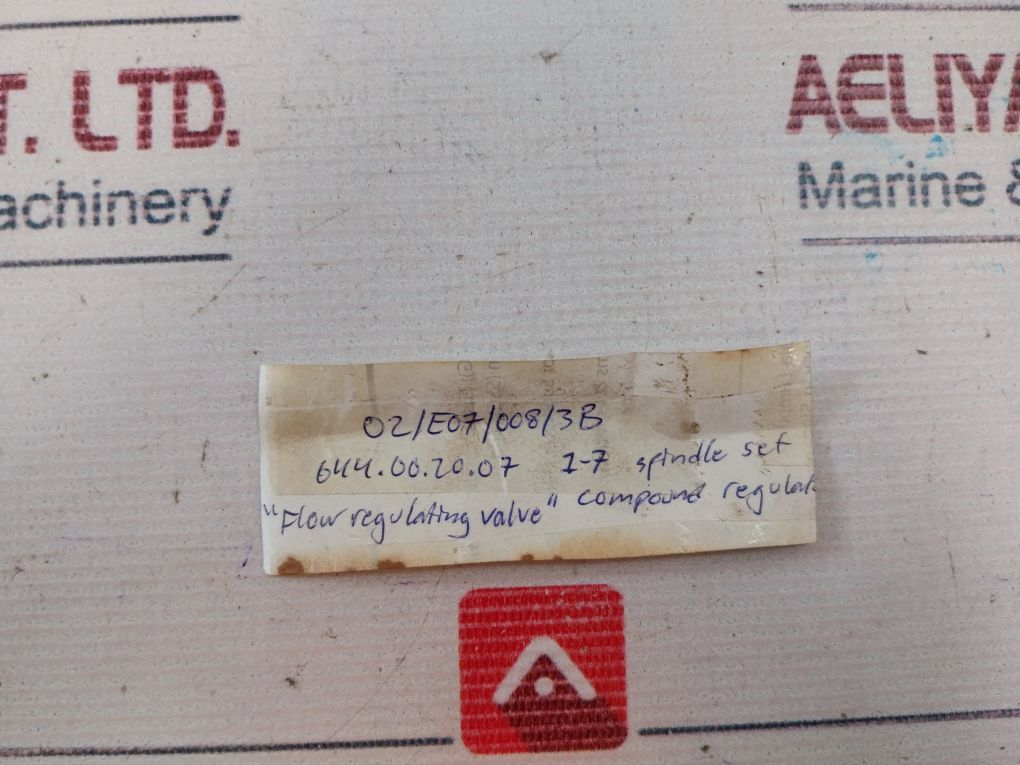 T. LTD.
achinery
AELIYA
Marine &
02/E07/008/3B
644.00.20.07 1-7 spindle set
"Flow regulating valve" compound regulat